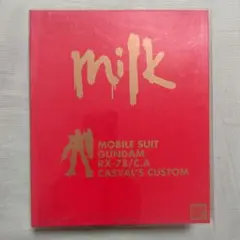 milk
MOBILE SUIT
GUNDAM
RX-78/C.A
CASVAL'S CUSTOM